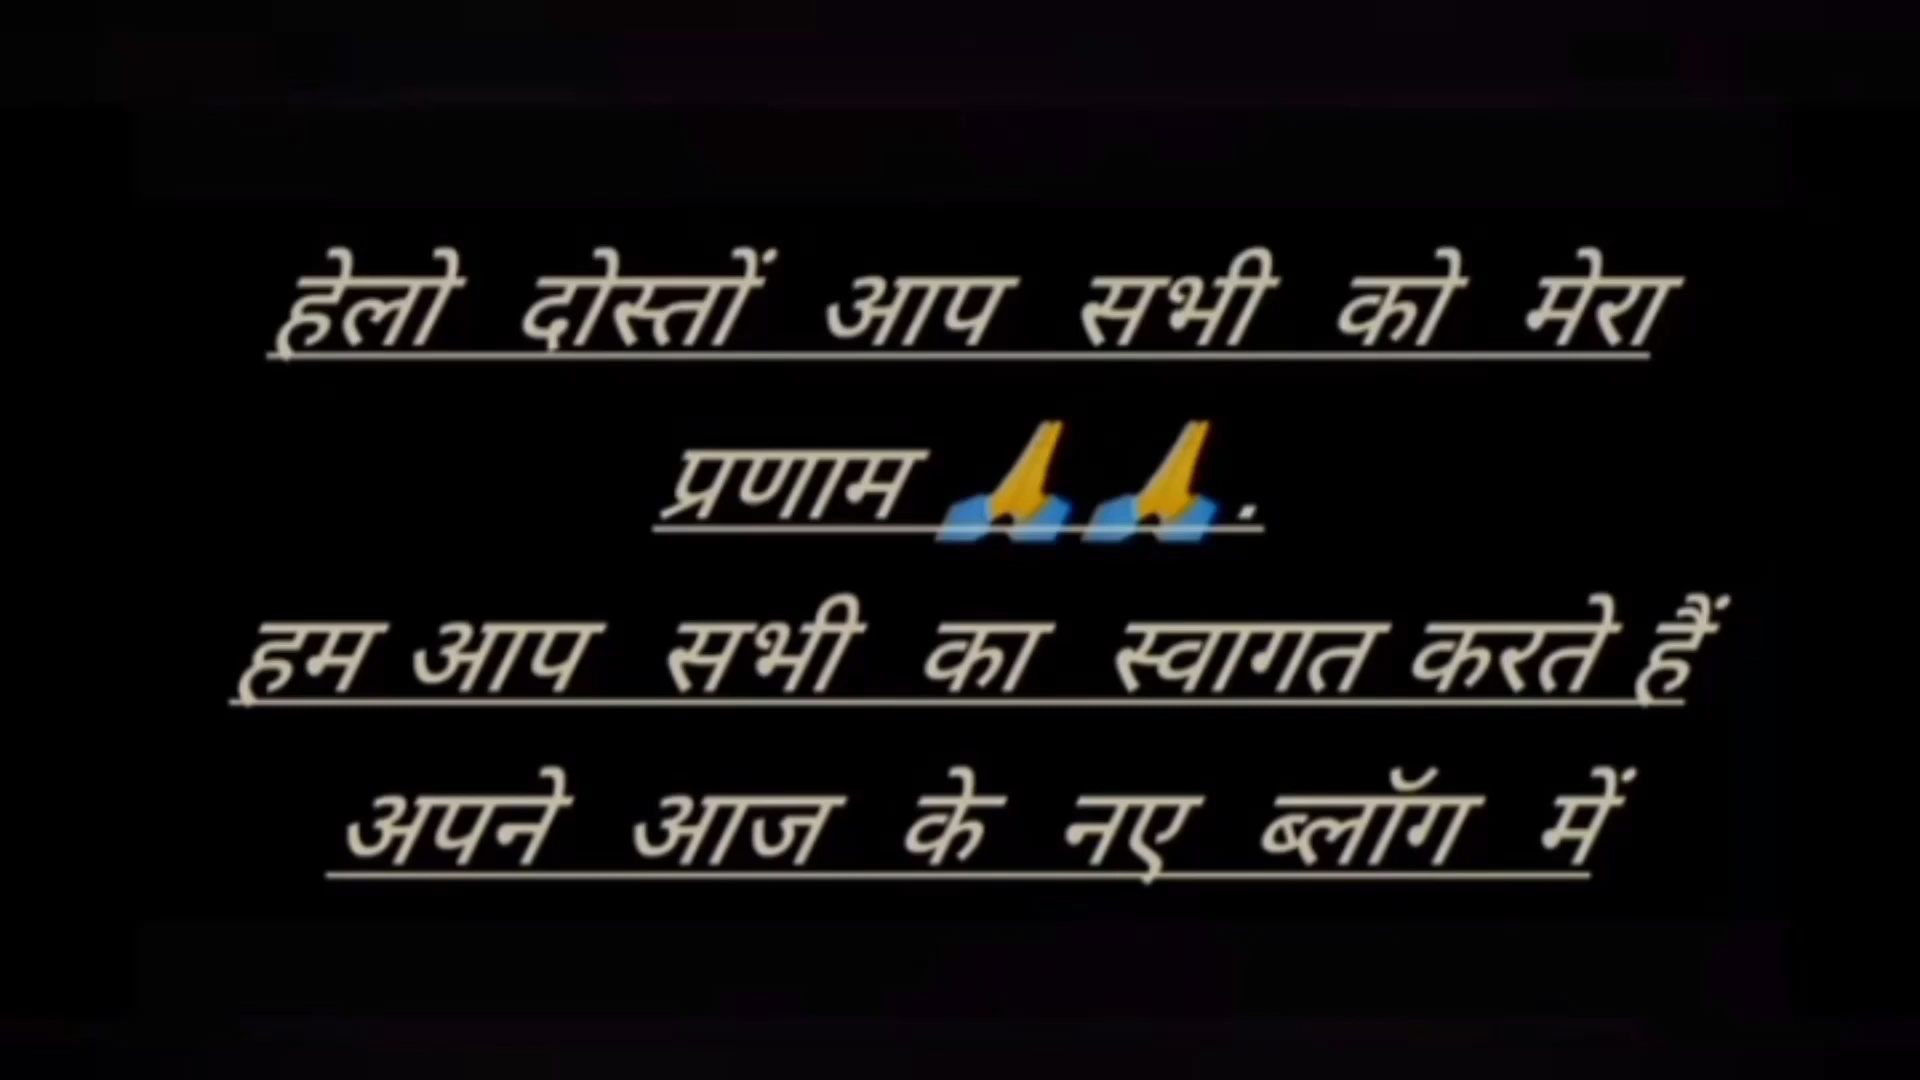 हेलो दोस्तों आप सभी को मेरा
प्रणाम 🙏🙏.
हम आप सभी का स्वागत करते हैं
अपने आज के नए ब्लॉग में